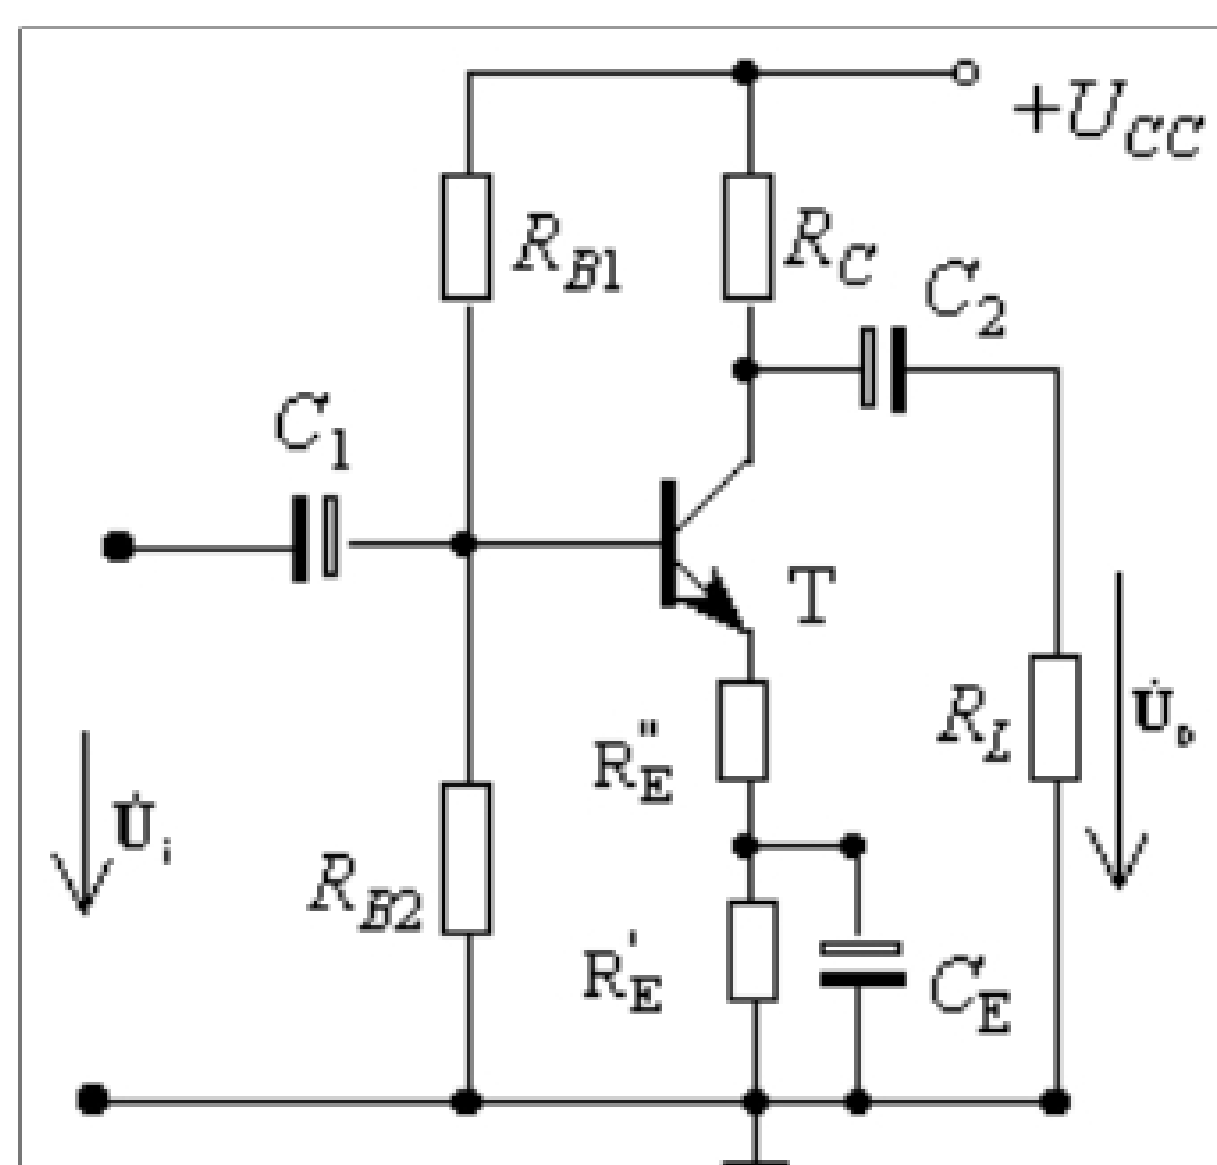 +U_CC
R_B1
R_C
C_2
C_1
T
R''_E
R_L
U̇_o
U̇_i
R_B2
R'_E
C_E